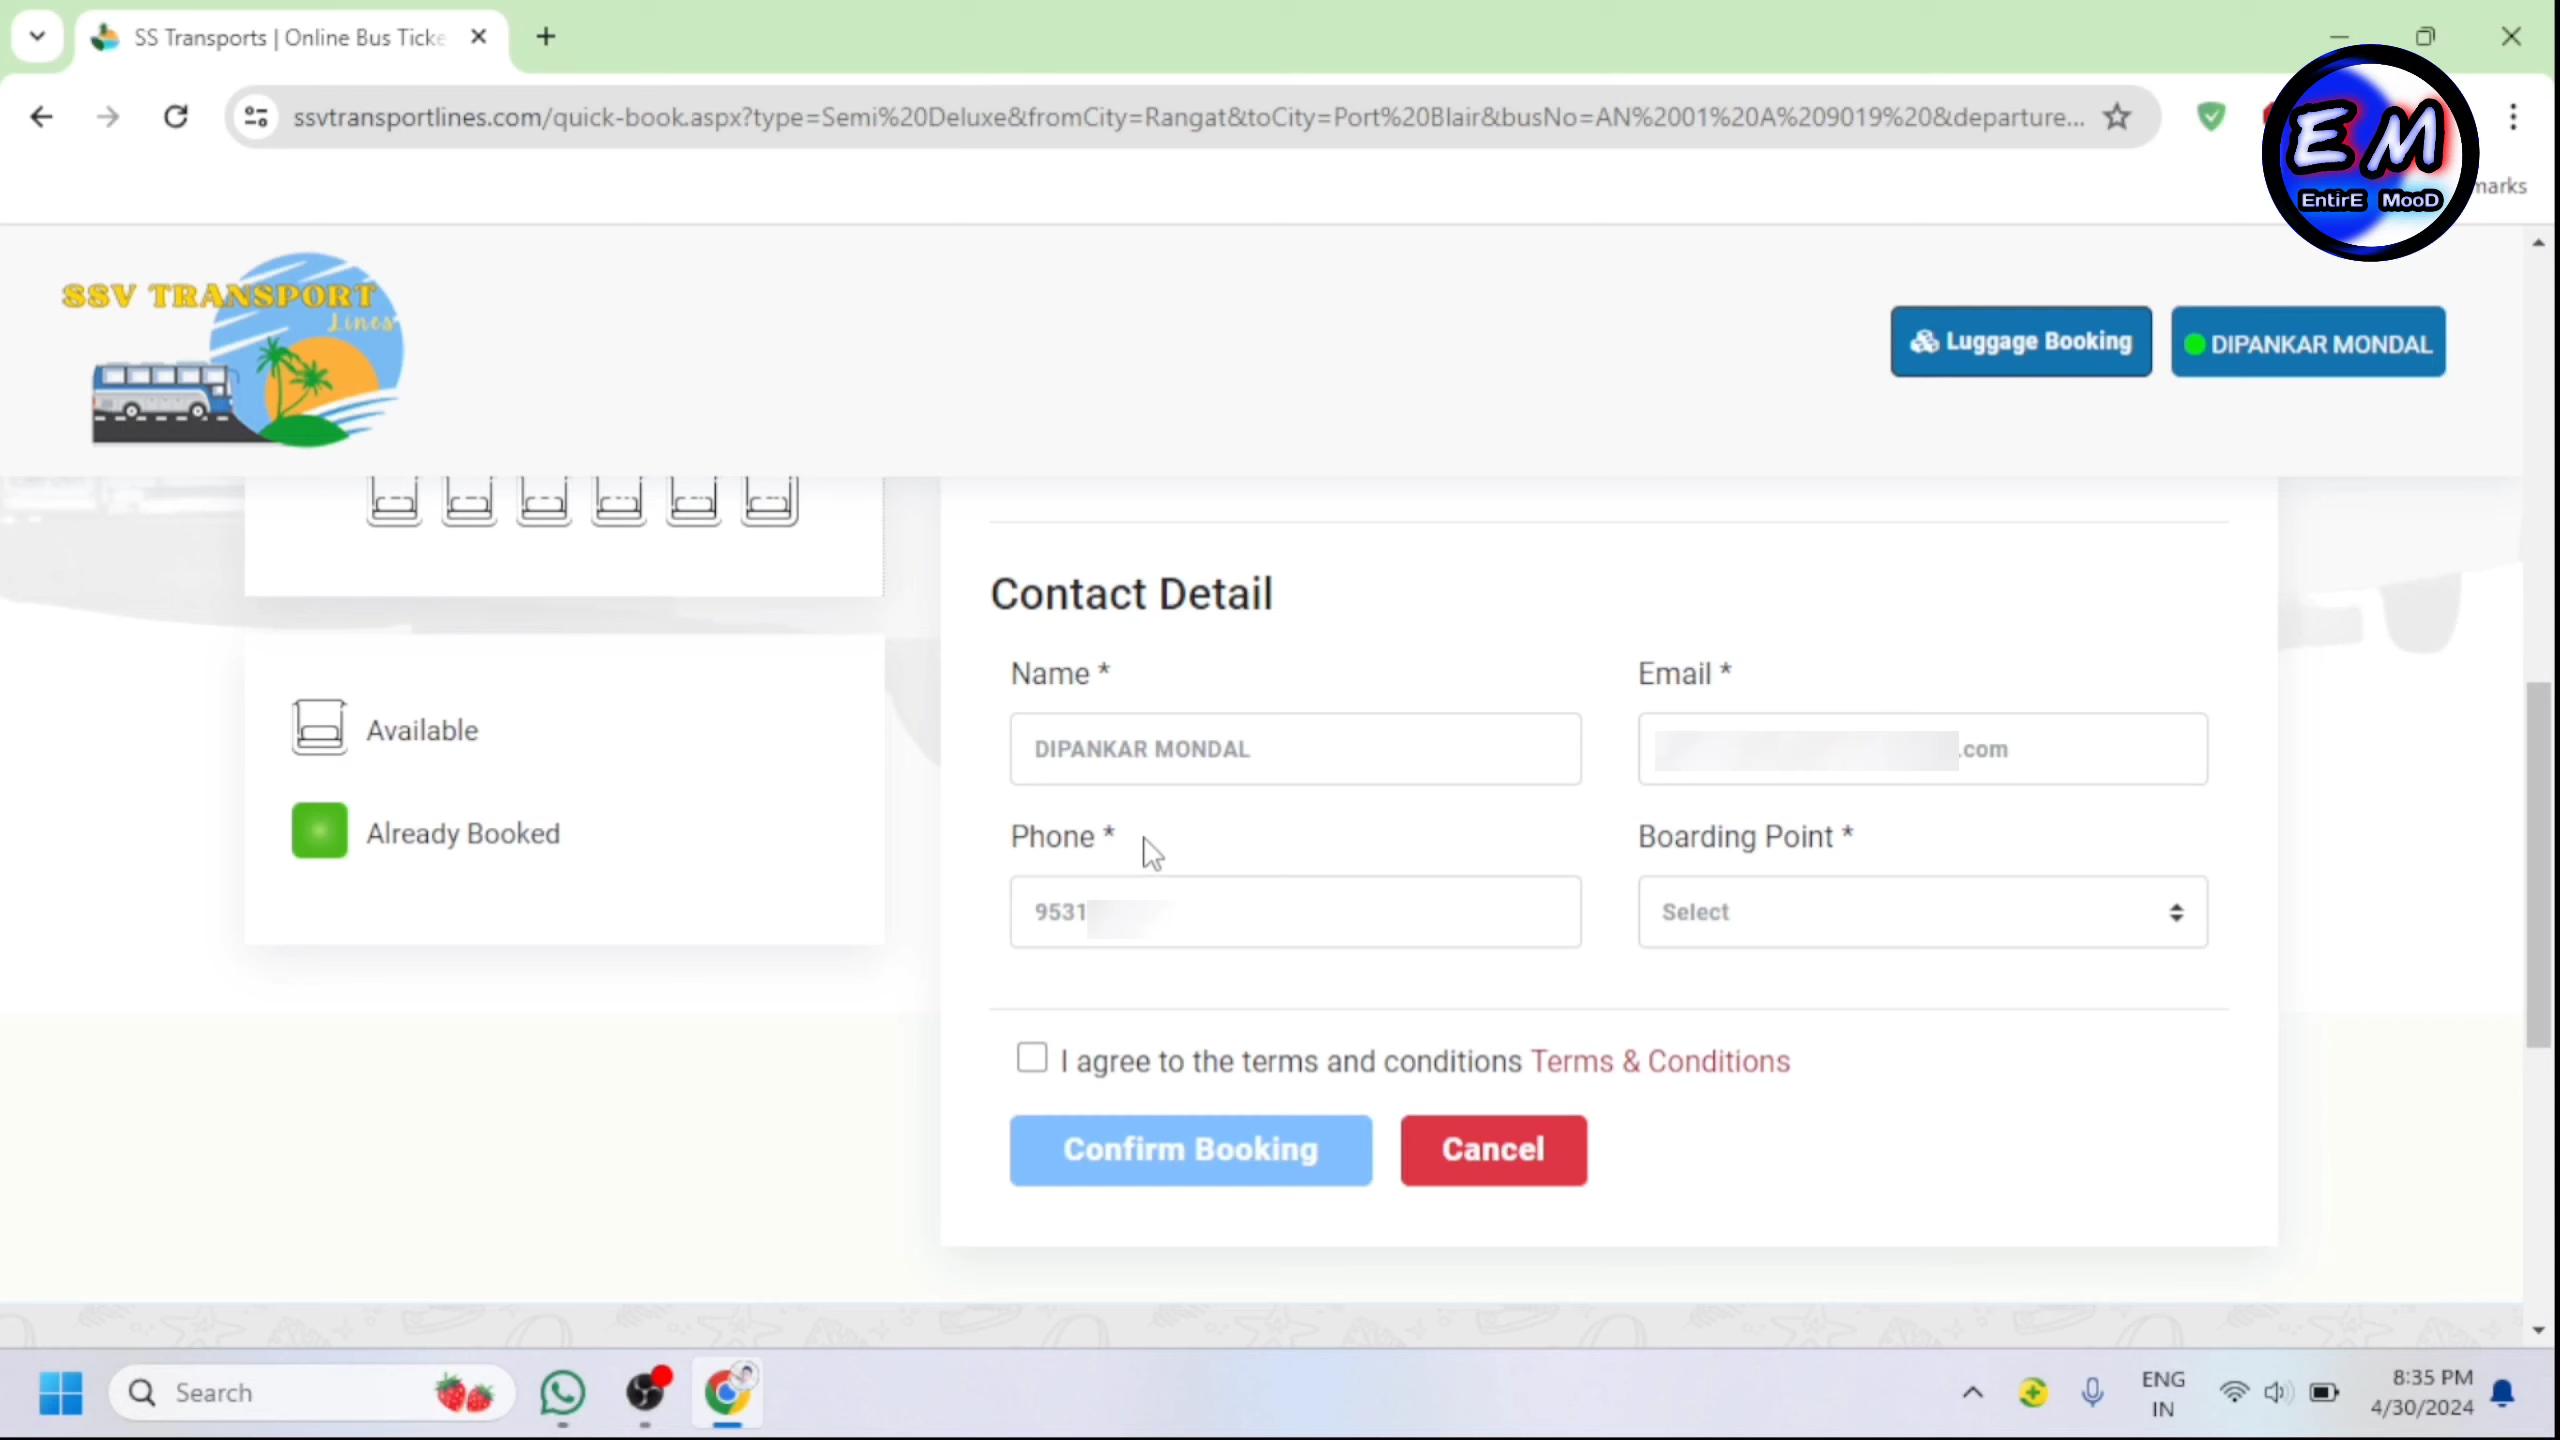 SS Transports | Online Bus Ticke
ssvtransportlines.com/quick-book.aspx?type=Semi%20Deluxe&fromCity=Rangat&toCity=Port%20Blair&busNo=AN%2001%20A%209019%20&departure...
EM
EntirE MooD
marks
SSV TRANSPORT
Lines
Luggage Booking
DIPANKAR MONDAL
Contact Detail
Name *
Email *
DIPANKAR MONDAL
.com
Available
Already Booked
Phone *
Boarding Point *
9531
Select
I agree to the terms and conditions Terms & Conditions
Confirm Booking
Cancel
Search
ENG
IN
8:35 PM
4/30/2024